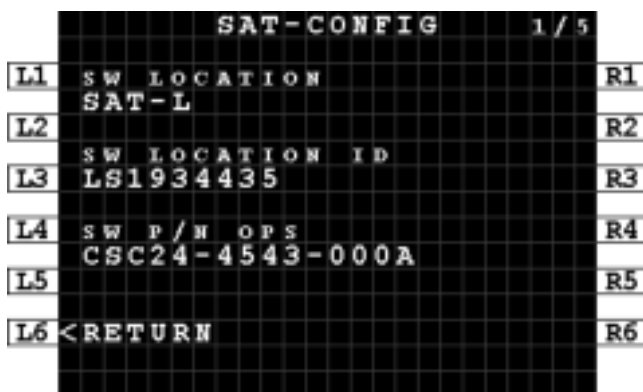 SAT-CONFIG 1/5
L1 SW LOCATION R1
SAT-L
L2 R2
SW LOCATION ID
L3 LS1934435 R3
L4 SW P/N OPS R4
CSC24-4543-000A
L5 R5
L6 <RETURN R6